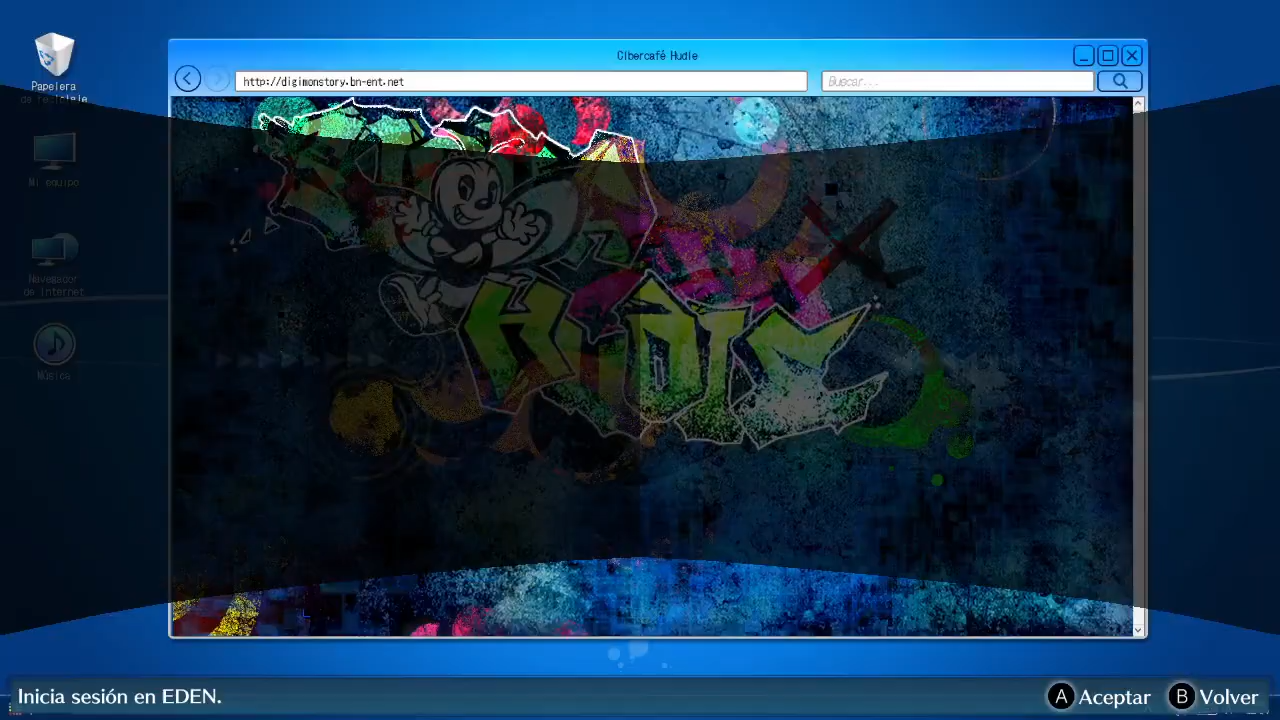 Cibercafé Hudie
http://digimonstory.bn-ent.net
Buscar...
Papelera
de reciclaje
Mi equipo
Navegador
de Internet
Música
HUDIE
Inicia sesión en EDEN.
A Aceptar
B Volver